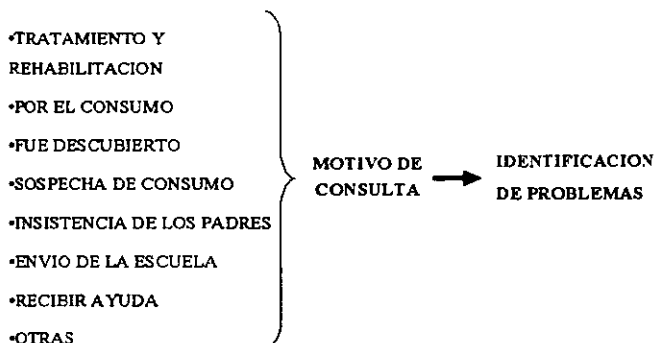 •TRATAMIENTO Y
REHABILITACION
•POR EL CONSUMO
•FUE DESCUBIERTO
•SOSPECHA DE CONSUMO
•INSISTENCIA DE LOS PADRES
•ENVIO DE LA ESCUELA
•RECIBIR AYUDA
•OTRAS
MOTIVO DE
CONSULTA
IDENTIFICACION
DE PROBLEMAS